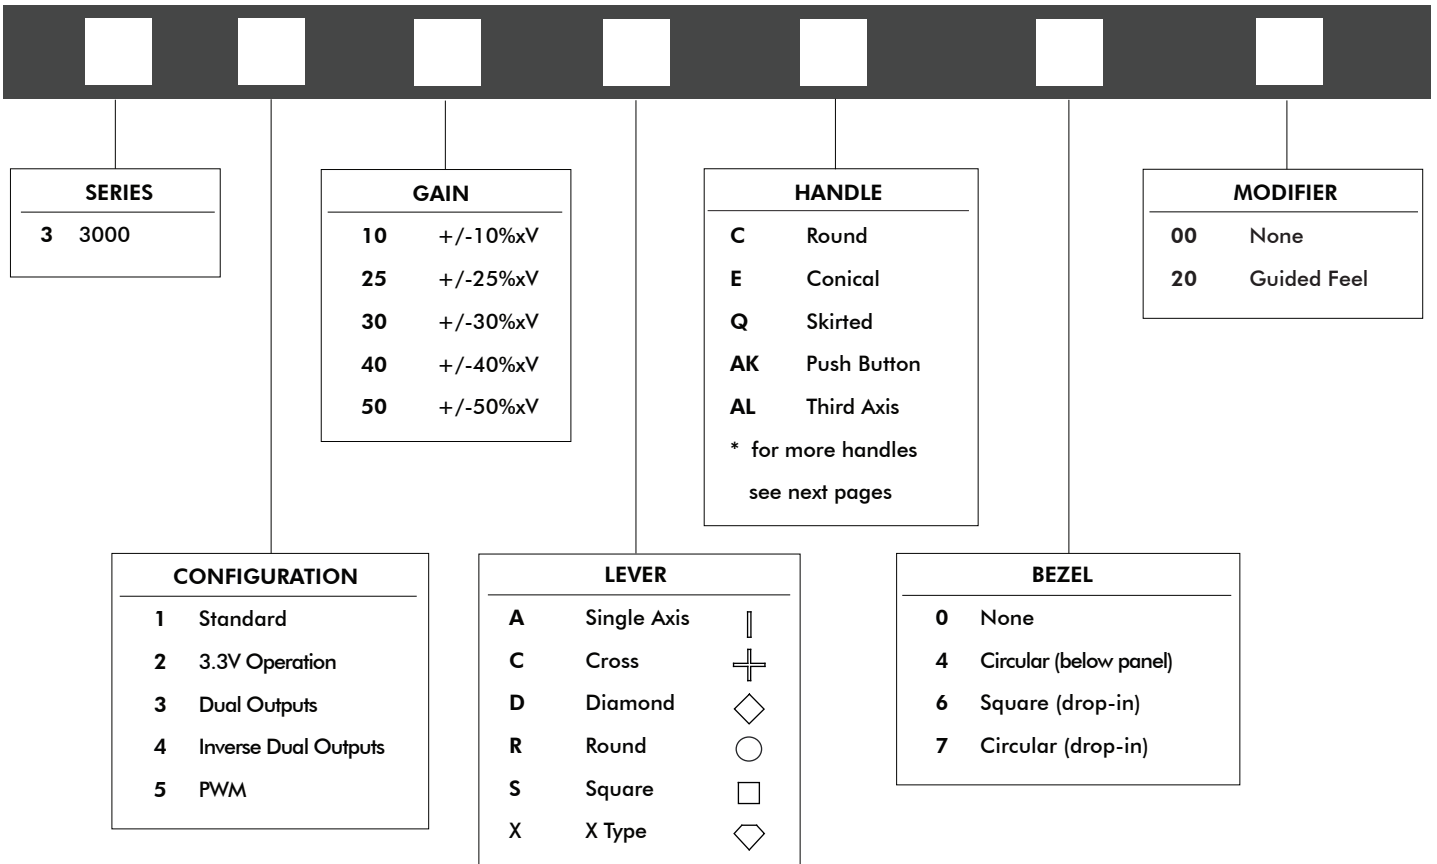 SERIES
3 3000
GAIN
10 +/-10%xV
25 +/-25%xV
30 +/-30%xV
40 +/-40%xV
50 +/-50%xV
HANDLE
C Round
E Conical
Q Skirted
AK Push Button
AL Third Axis
* for more handles
see next pages
MODIFIER
00 None
20 Guided Feel
CONFIGURATION
1 Standard
2 3.3V Operation
3 Dual Outputs
4 Inverse Dual Outputs
5 PWM
LEVER
A Single Axis
C Cross
D Diamond
R Round
S Square
X X Type
BEZEL
0 None
4 Circular (below panel)
6 Square (drop-in)
7 Circular (drop-in)